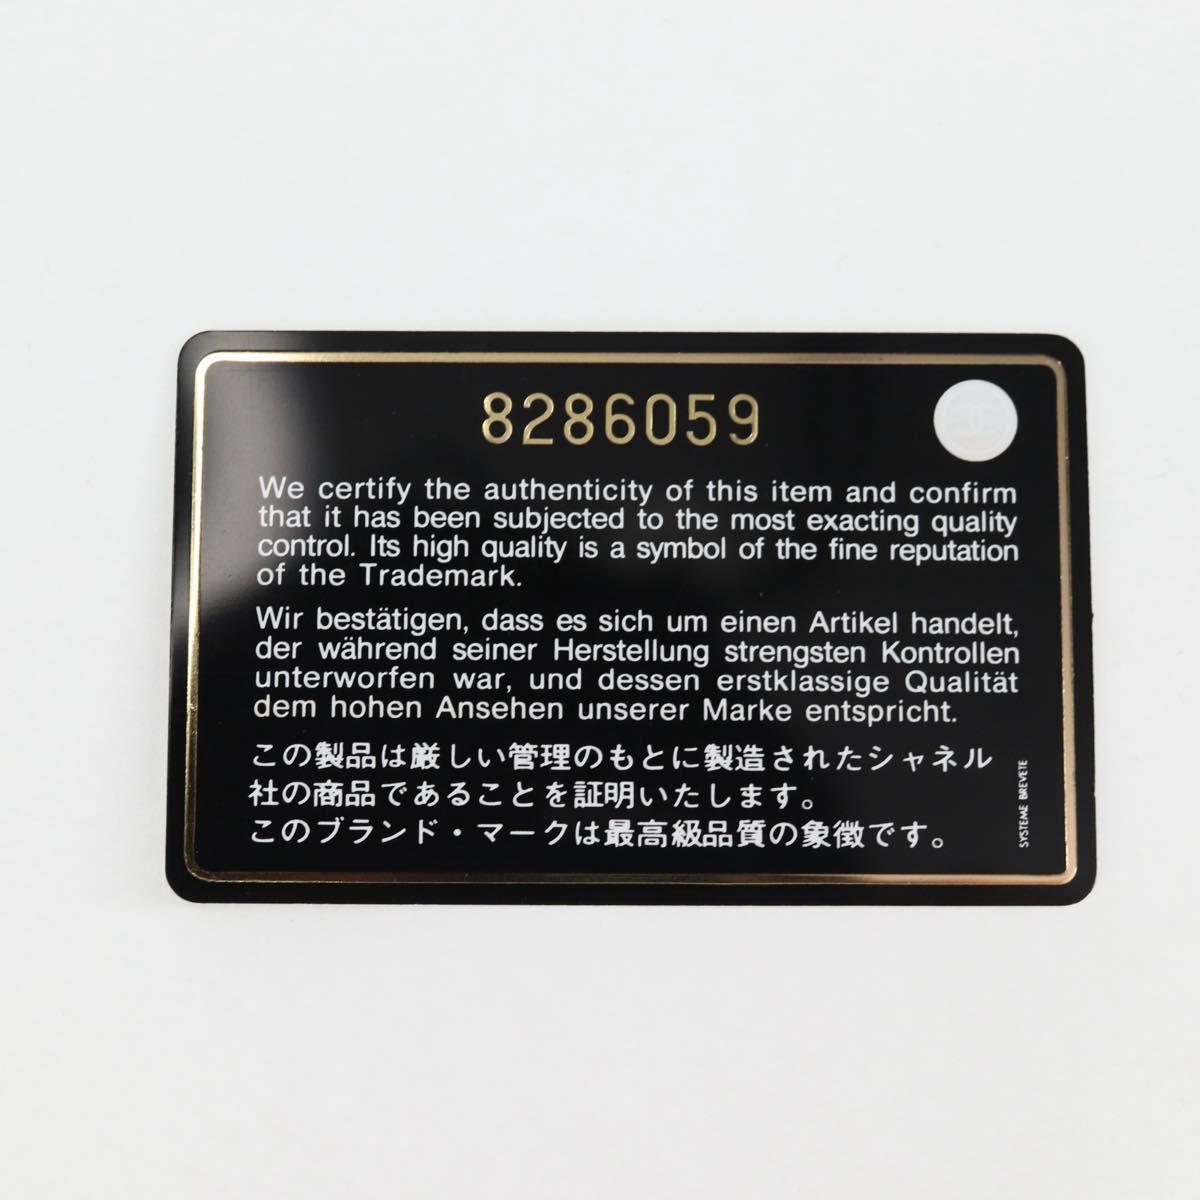 8286059
We certify the authenticity of this item and confirm
that it has been subjected to the most exacting quality
control. Its high quality is a symbol of the fine reputation
of the Trademark.
Wir bestätigen, dass es sich um einen Artikel handelt,
der während seiner Herstellung strengsten Kontrollen
unterworfen war, und dessen erstklassige Qualität
dem hohen Ansehen unserer Marke entspricht.
この製品は厳しい管理のもとに製造されたシャネル
社の商品であることを証明いたします。
このブランド・マークは最高級品質の象徴です。
SYSTEME BREVETE